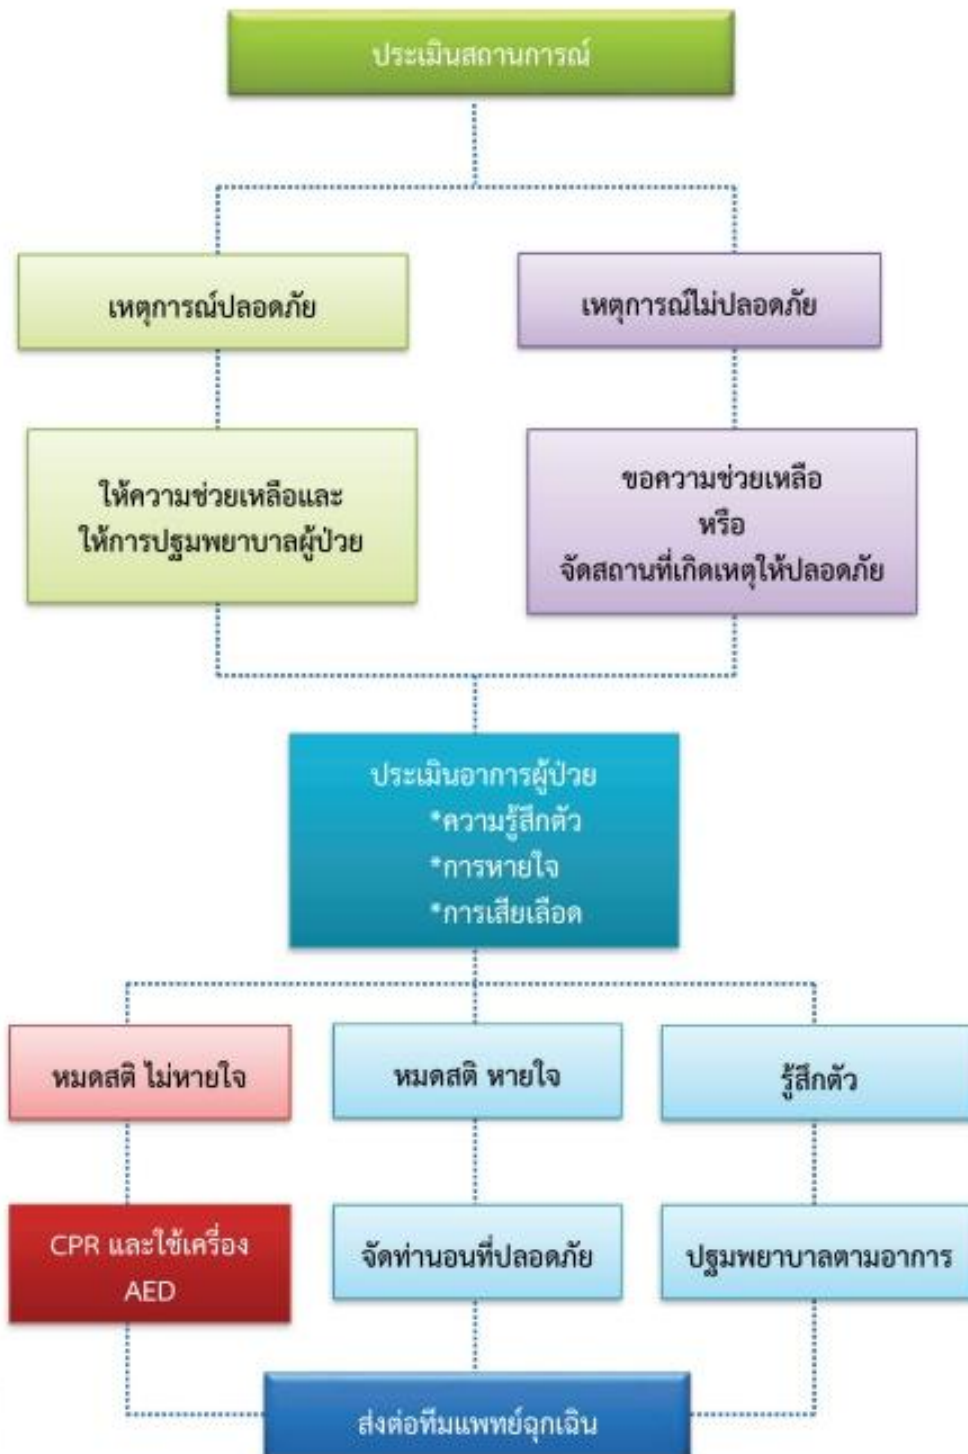 ประเมินสถานการณ์
เหตุการณ์ปลอดภัย
เหตุการณ์ไม่ปลอดภัย
ให้ความช่วยเหลือและ
ให้การปฐมพยาบาลผู้ป่วย
ขอความช่วยเหลือ
หรือ
จัดสถานที่เกิดเหตุให้ปลอดภัย
ประเมินอาการผู้ป่วย
*ความรู้สึกตัว
*การหายใจ
*การเสียเลือด
หมดสติ ไม่หายใจ
หมดสติ หายใจ
รู้สึกตัว
CPR และใช้เครื่อง
AED
จัดท่านอนที่ปลอดภัย
ปฐมพยาบาลตามอาการ
ส่งต่อทีมแพทย์ฉุกเฉิน